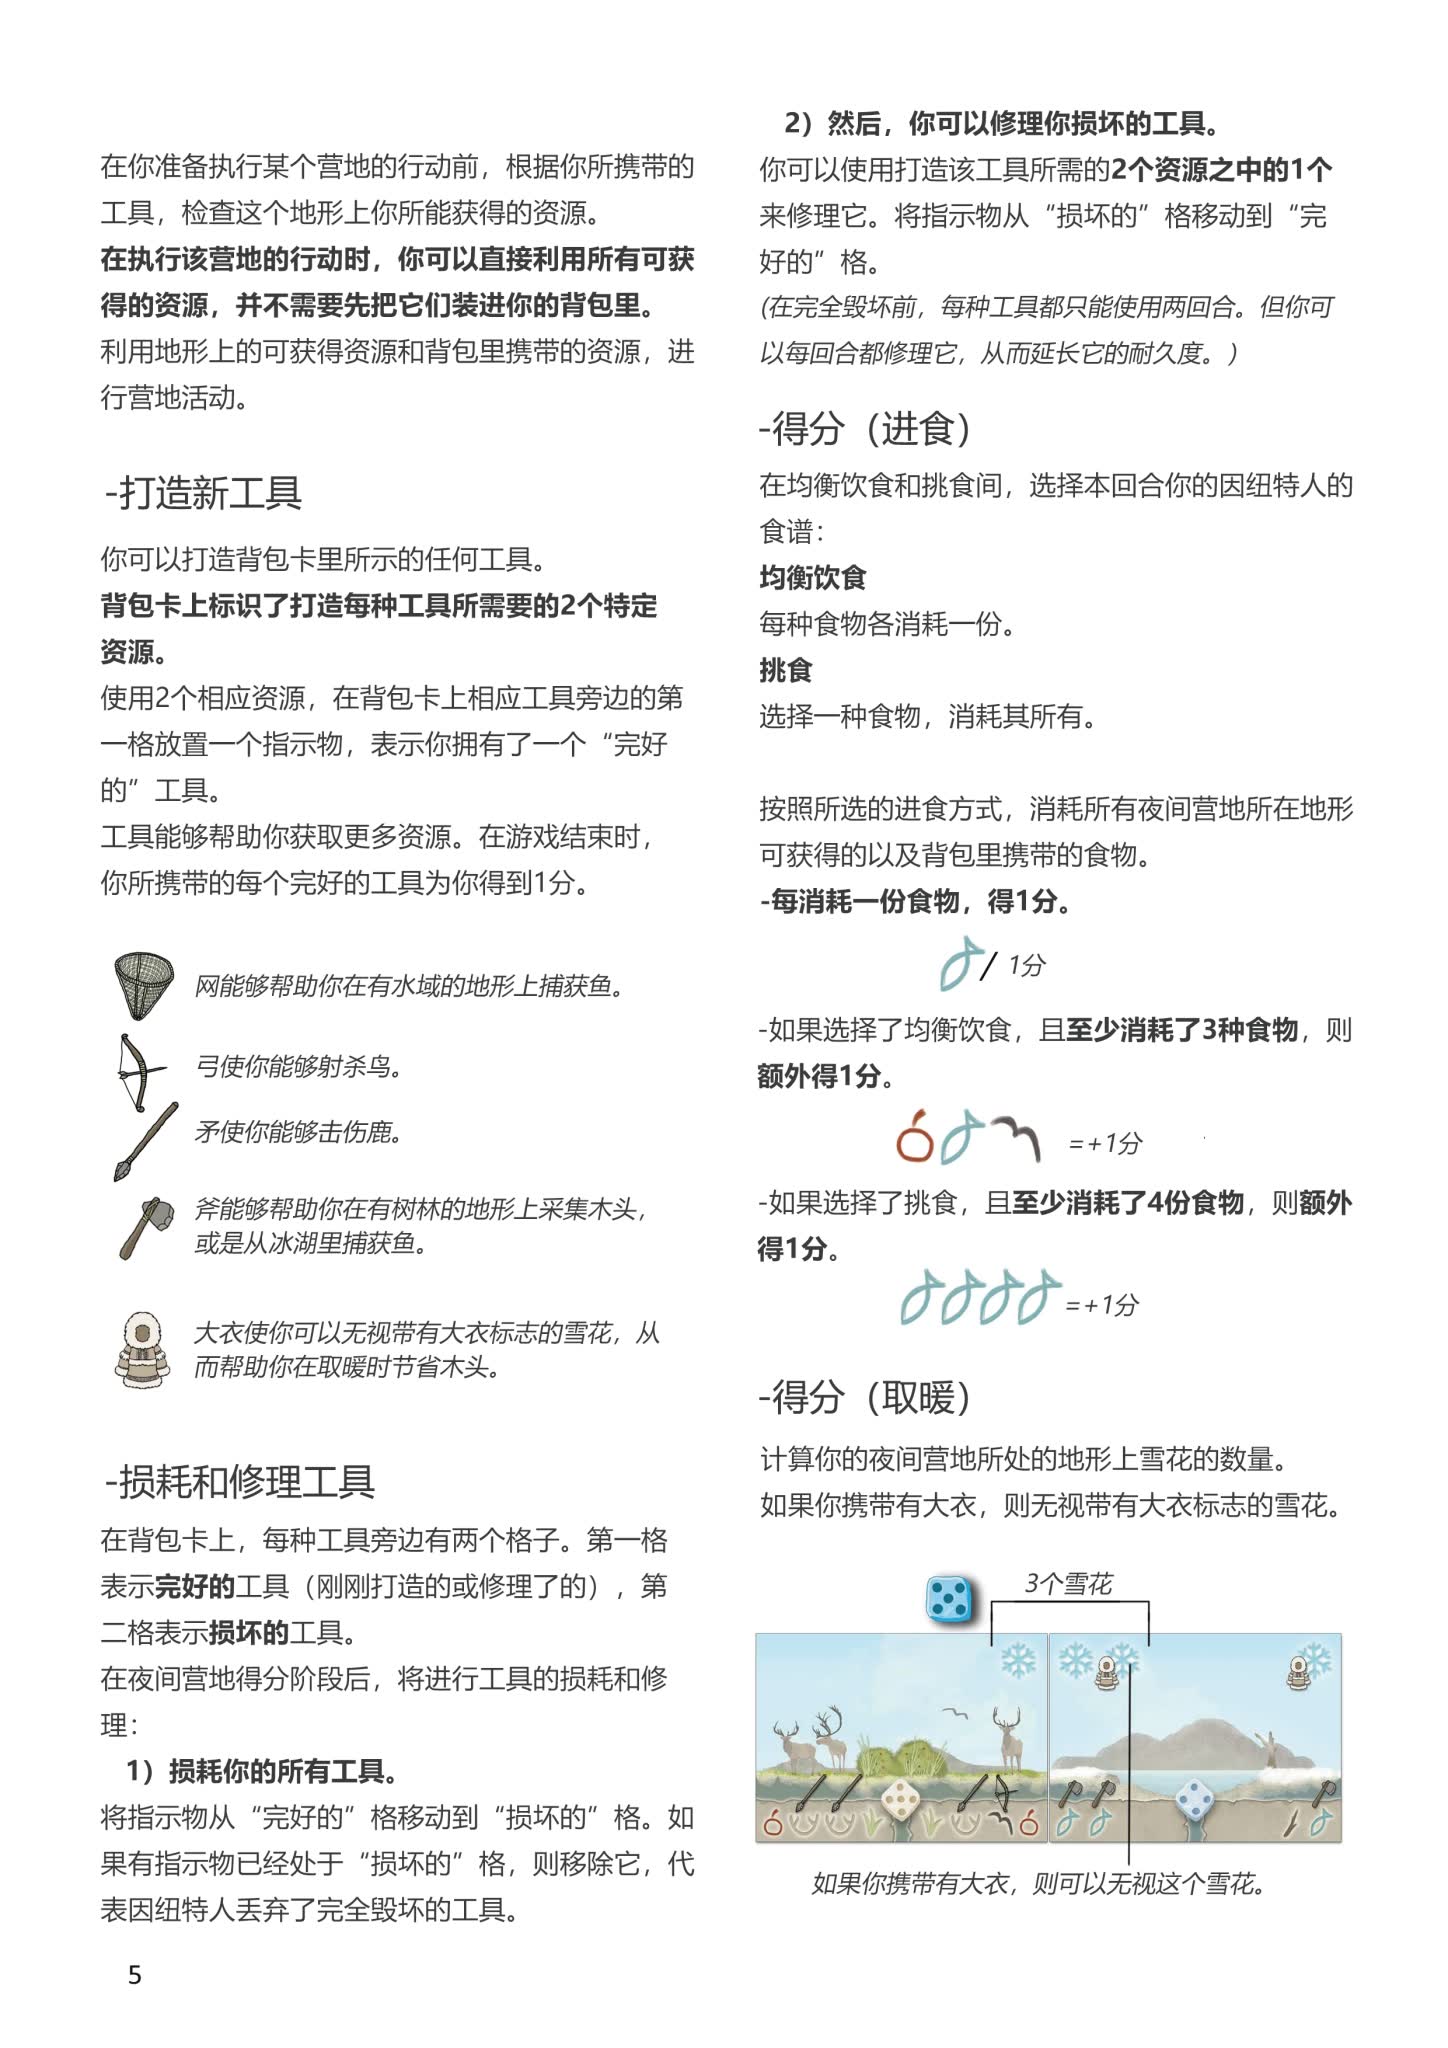 在你准备执行某个营地的行动前，根据你所携带的
工具，检查这个地形上你所能获得的资源。
在执行该营地的行动时，你可以直接利用所有可获
得的资源，并不需要先把它们装进你的背包里。
利用地形上的可获得资源和背包里携带的资源，进
行营地活动。
-打造新工具
你可以打造背包卡里所示的任何工具。
背包卡上标识了打造每种工具所需要的2个特定
资源。
使用2个相应资源，在背包卡上相应工具旁边的第
一格放置一个指示物，表示你拥有了一个“完好
的”工具。
工具能够帮助你获取更多资源。在游戏结束时，
你所携带的每个完好的工具为你得到1分。
网能够帮助你在有水域的地形上捕获鱼。
弓使你能够射杀鸟。
矛使你能够击伤鹿。
斧能够帮助你在有树林的地形上采集木头，
或是从冰湖里捕获鱼。
大衣使你可以无视带有大衣标志的雪花，从
而帮助你在取暖时节省木头。
-损耗和修理工具
在背包卡上，每种工具旁边有两个格子。第一格
表示完好的工具（刚刚打造的或修理了的），第
二格表示损坏的工具。
在夜间营地得分阶段后，将进行工具的损耗和修
理：
1）损耗你的所有工具。
将指示物从“完好的”格移动到“损坏的”格。如
果有指示物已经处于“损坏的”格，则移除它，代
表因纽特人丢弃了完全毁坏的工具。
5
2）然后，你可以修理你损坏的工具。
你可以使用打造该工具所需的2个资源之中的1个
来修理它。将指示物从“损坏的”格移动到“完
好的”格。
(在完全毁坏前，每种工具都只能使用两回合。但你可
以每回合都修理它，从而延长它的耐久度。）
-得分（进食）
在均衡饮食和挑食间，选择本回合你的因纽特人的
食谱：
均衡饮食
每种食物各消耗一份。
挑食
选择一种食物，消耗其所有。
按照所选的进食方式，消耗所有夜间营地所在地形
可获得的以及背包里携带的食物。
-每消耗一份食物，得1分。
/ 1分
-如果选择了均衡饮食，且至少消耗了3种食物，则
额外得1分。
=+1分
-如果选择了挑食，且至少消耗了4份食物，则额外
得1分。
=+1分
-得分（取暖）
计算你的夜间营地所处的地形上雪花的数量。
如果你携带有大衣，则无视带有大衣标志的雪花。
3个雪花
如果你携带有大衣，则可以无视这个雪花。